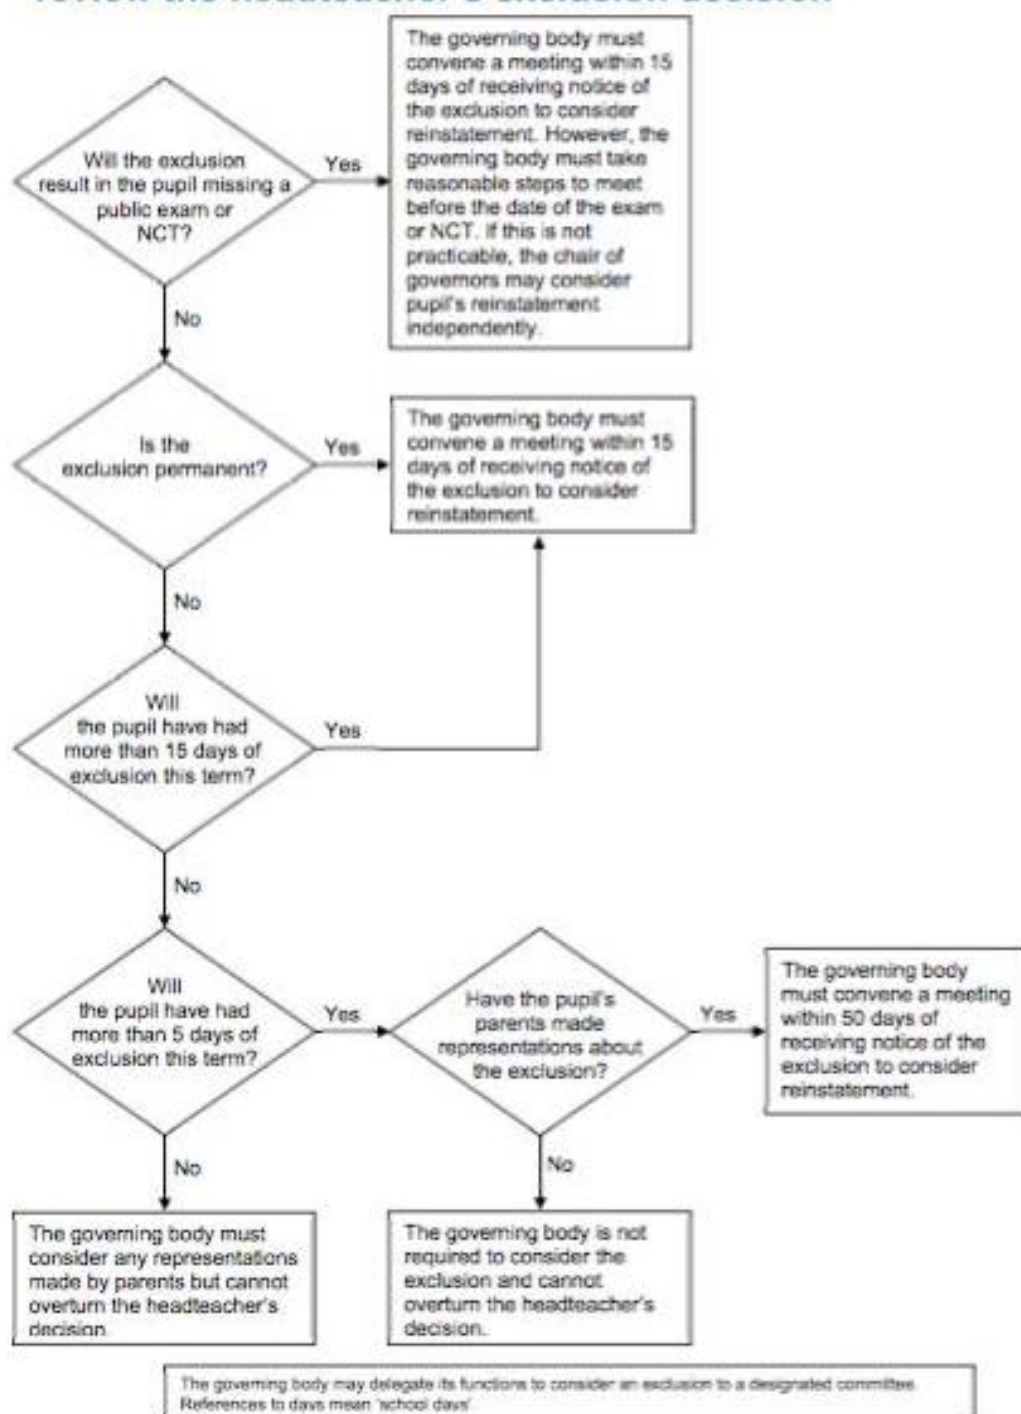 review the headteacher's exclusion decision
Will the exclusion
result in the pupil missing a
public exam or
NCT?
Yes
The governing body must
convene a meeting within 15
days of receiving notice of
the exclusion to consider
reinstatement. However, the
governing body must take
reasonable steps to meet
before the date of the exam
or NCT. If this is not
practicable, the chair of
governors may consider
pupil's reinstatement
independently.
No
Is the
exclusion permanent?
Yes
The governing body must
convene a meeting within 15
days of receiving notice of
the exclusion to consider
reinstatement.
No
Will
the pupil have had
more than 15 days of
exclusion this term?
Yes
No
Will
the pupil have had
more than 5 days of
exclusion this term?
Yes
Have the pupil's
parents made
representations about
the exclusion?
Yes
The governing body
must convene a meeting
within 50 days of
receiving notice of the
exclusion to consider
reinstatement.
No
No
The governing body must
consider any representations
made by parents but cannot
overturn the headteacher's
decision.
The governing body is not
required to consider the
exclusion and cannot
overturn the headteacher's
decision.
The governing body may delegate its functions to consider an exclusion to a designated committee.
References to days mean 'school days'